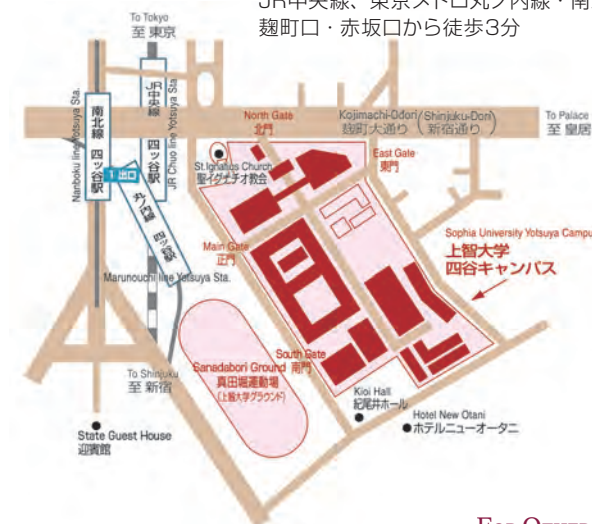 JR中央線、東京メトロ丸ノ内線・南
麹町口・赤坂口から徒歩3分
To Tokyo
至 東京
Nanboku line Yotsuya Sta.
南北線 四ッ谷駅
JR中央線 四ッ谷駅
JR Chuo line Yotsuya Sta.
1 出口
丸ノ内線 四ッ谷駅
Marunouchi line Yotsuya Sta.
North Gate
北門
Kojimachi-Dori (Shinjuku-Dori)
麹町大通り (新宿通り)
To Palace
至 皇居
St.Ignatius Church
聖イグナチオ教会
East Gate
東門
Main Gate
正門
Sophia University Yotsuya Campu
上智大学
四谷キャンパス
South Gate
南門
Sanadabori Ground
真田堀運動場
(上智大学グラウンド)
To Shinjuku
至 新宿
Kioi Hall
紀尾井ホール
Hotel New Otani
ホテルニューオータニ
State Guest House
迎賓館